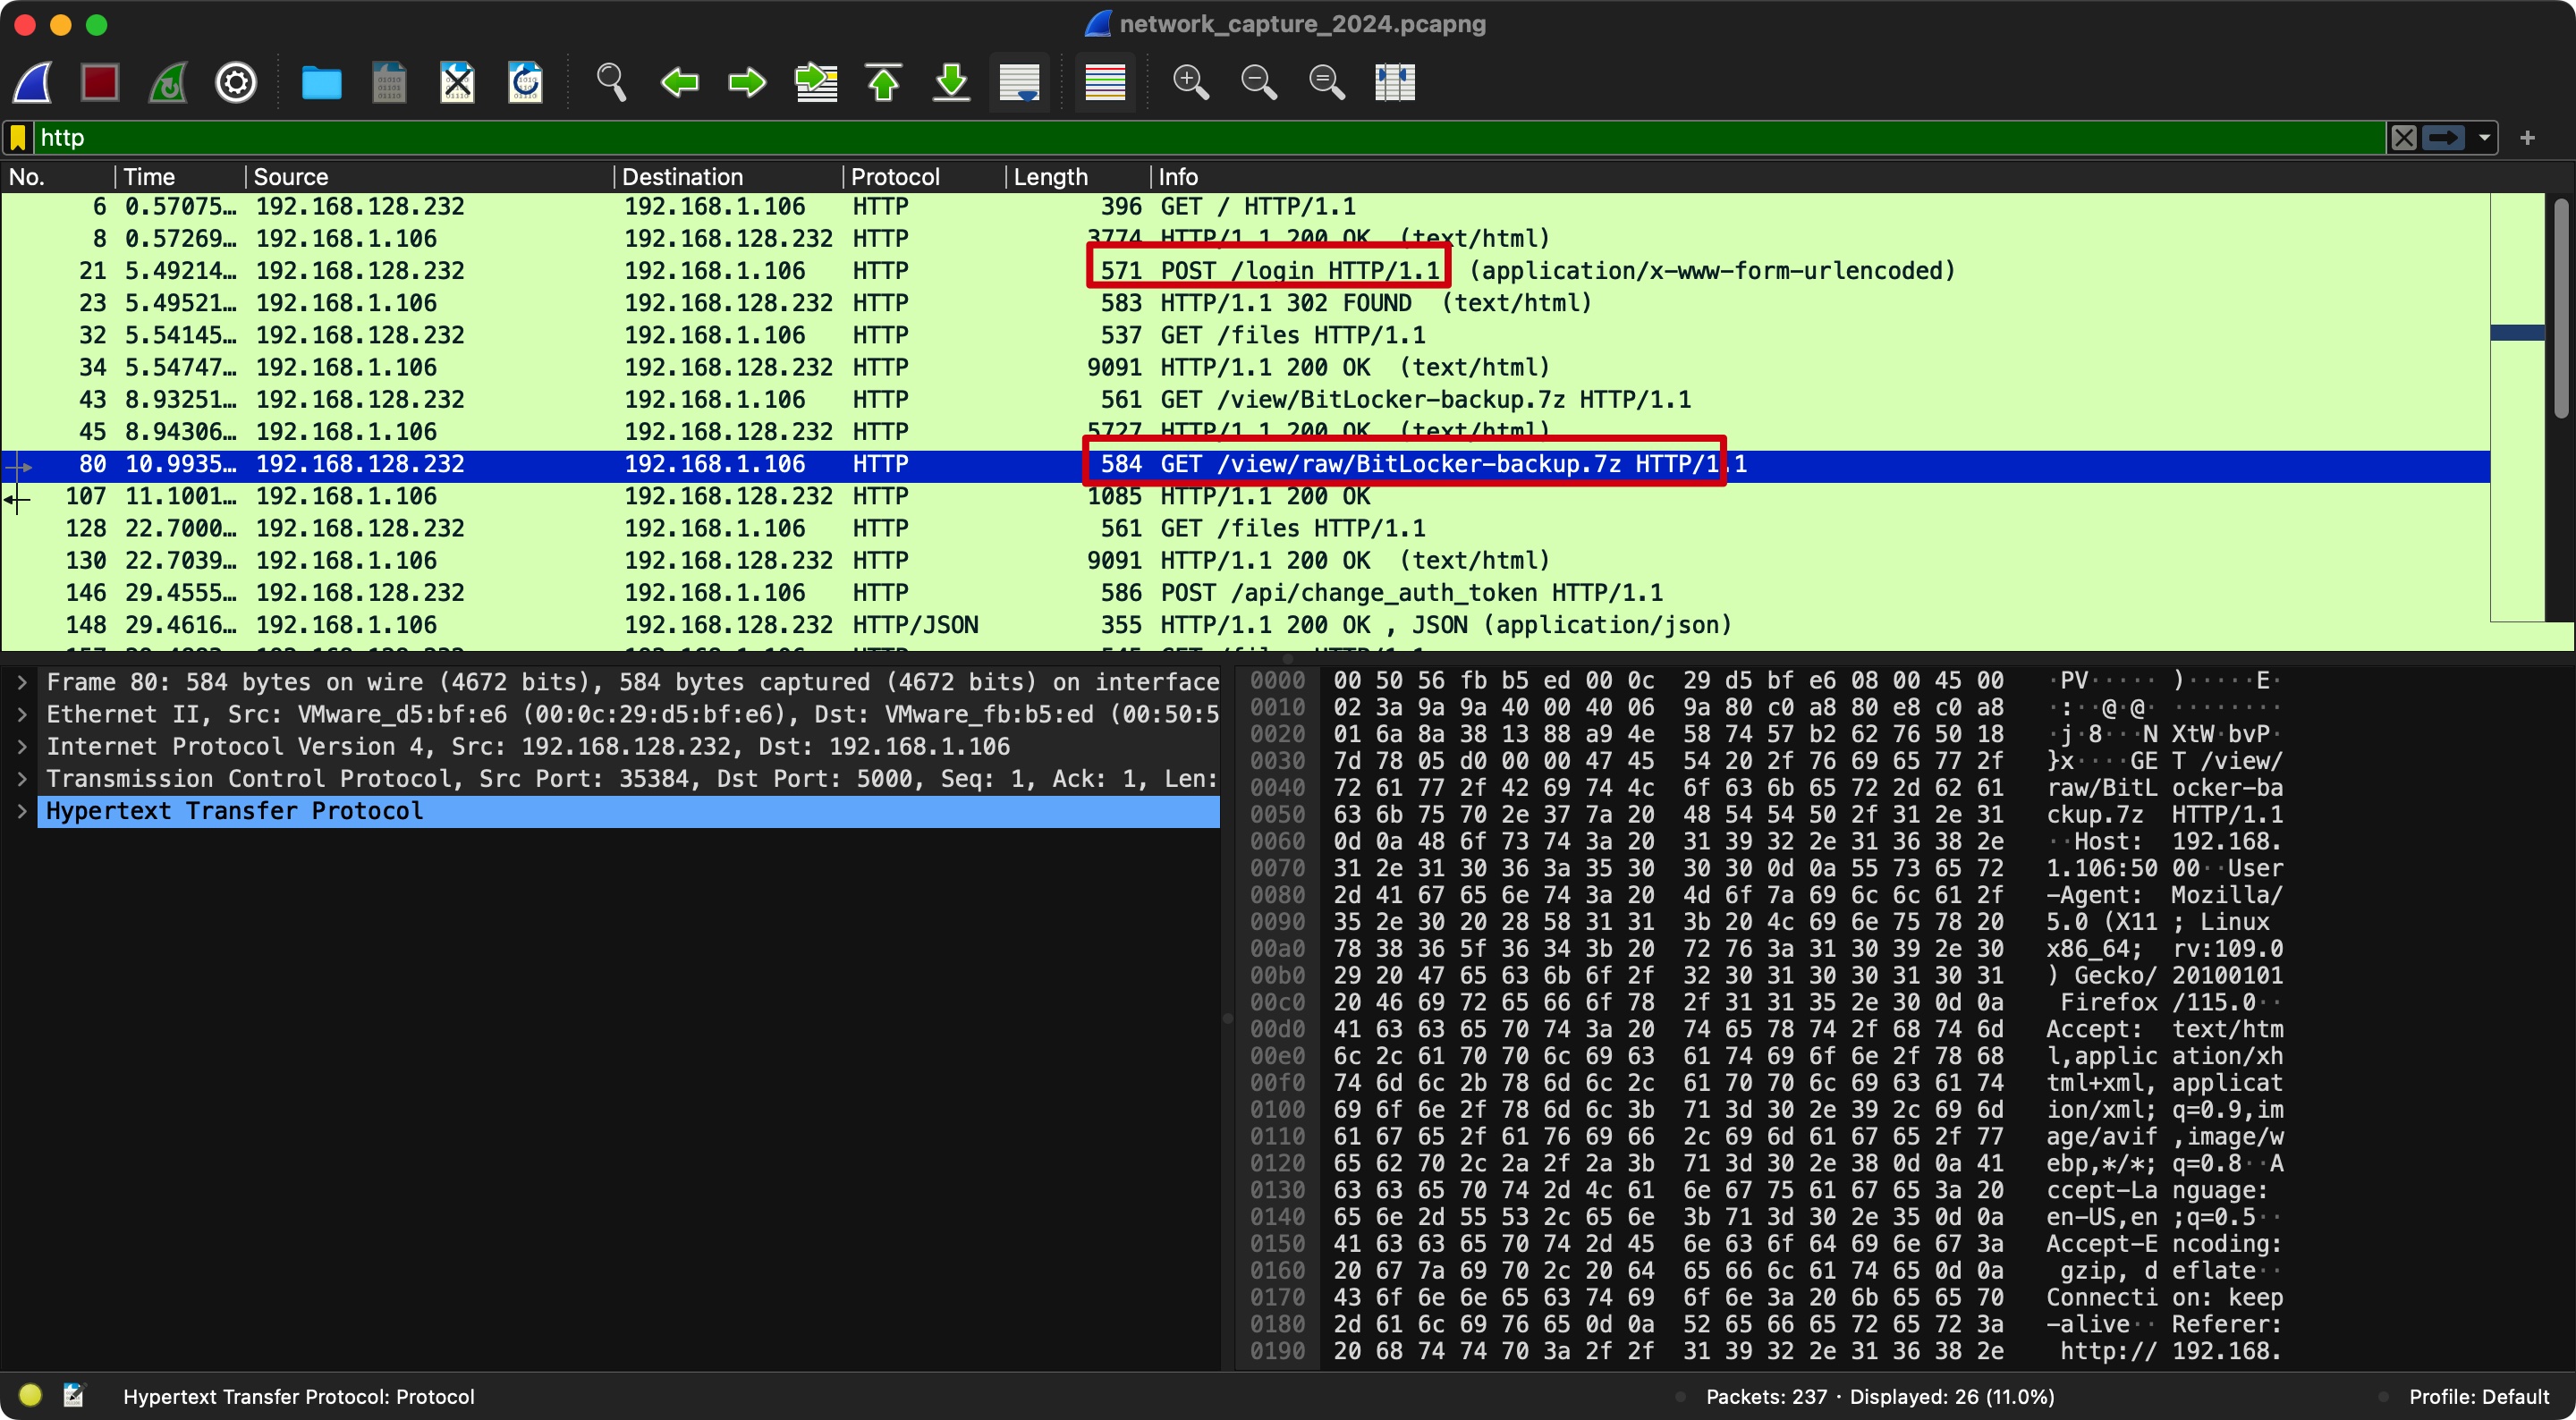 network_capture_2024.pcapng
http
No. Time Source Destination Protocol Length Info
6 0.57075… 192.168.128.232 192.168.1.106 HTTP 396 GET / HTTP/1.1
8 0.57269… 192.168.1.106 192.168.128.232 HTTP 3774 HTTP/1.1 200 OK (text/html)
21 5.49214… 192.168.128.232 192.168.1.106 HTTP 571 POST /login HTTP/1.1 (application/x-www-form-urlencoded)
23 5.49521… 192.168.1.106 192.168.128.232 HTTP 583 HTTP/1.1 302 FOUND (text/html)
32 5.54145… 192.168.128.232 192.168.1.106 HTTP 537 GET /files HTTP/1.1
34 5.54747… 192.168.1.106 192.168.128.232 HTTP 9091 HTTP/1.1 200 OK (text/html)
43 8.93251… 192.168.128.232 192.168.1.106 HTTP 561 GET /view/BitLocker-backup.7z HTTP/1.1
45 8.94306… 192.168.1.106 192.168.128.232 HTTP 5727 HTTP/1.1 200 OK (text/html)
80 10.9935… 192.168.128.232 192.168.1.106 HTTP 584 GET /view/raw/BitLocker-backup.7z HTTP/1.1
107 11.1001… 192.168.1.106 192.168.128.232 HTTP 1085 HTTP/1.1 200 OK
128 22.7000… 192.168.128.232 192.168.1.106 HTTP 561 GET /files HTTP/1.1
130 22.7039… 192.168.1.106 192.168.128.232 HTTP 9091 HTTP/1.1 200 OK (text/html)
146 29.4555… 192.168.128.232 192.168.1.106 HTTP 586 POST /api/change_auth_token HTTP/1.1
148 29.4616… 192.168.1.106 192.168.128.232 HTTP/JSON 355 HTTP/1.1 200 OK , JSON (application/json)
Frame 80: 584 bytes on wire (4672 bits), 584 bytes captured (4672 bits) on interface
Ethernet II, Src: VMware_d5:bf:e6 (00:0c:29:d5:bf:e6), Dst: VMware_fb:b5:ed (00:50:5
Internet Protocol Version 4, Src: 192.168.128.232, Dst: 192.168.1.106
Transmission Control Protocol, Src Port: 35384, Dst Port: 5000, Seq: 1, Ack: 1, Len:
Hypertext Transfer Protocol
0000 00 50 56 fb b5 ed 00 0c 29 d5 bf e6 08 00 45 00 ·PV····· )·····E·
0010 02 3a 9a 9a 40 00 40 06 9a 80 c0 a8 80 e8 c0 a8 ·:··@·@· ········
0020 01 6a 8a 38 13 88 a9 4e 58 74 57 b2 62 76 50 18 ·j·8···N XtW·bvP·
0030 7d 78 05 d0 00 00 47 45 54 20 2f 76 69 65 77 2f }x····GE T /view/
0040 72 61 77 2f 42 69 74 4c 6f 63 6b 65 72 2d 62 61 raw/BitL ocker-ba
0050 63 6b 75 70 2e 37 7a 20 48 54 54 50 2f 31 2e 31 ckup.7z HTTP/1.1
0060 0d 0a 48 6f 73 74 3a 20 31 39 32 2e 31 36 38 2e ··Host: 192.168.
0070 31 2e 31 30 36 3a 35 30 30 30 0d 0a 55 73 65 72 1.106:50 00··User
0080 2d 41 67 65 6e 74 3a 20 4d 6f 7a 69 6c 6c 61 2f -Agent: Mozilla/
0090 35 2e 30 20 28 58 31 31 3b 20 4c 69 6e 75 78 20 5.0 (X11 ; Linux
00a0 78 38 36 5f 36 34 3b 20 72 76 3a 31 30 39 2e 30 x86_64; rv:109.0
00b0 29 20 47 65 63 6b 6f 2f 32 30 31 30 30 31 30 31 ) Gecko/ 20100101
00c0 20 46 69 72 65 66 6f 78 2f 31 31 35 2e 30 0d 0a Firefox /115.0··
00d0 41 63 63 65 70 74 3a 20 74 65 78 74 2f 68 74 6d Accept: text/htm
00e0 6c 2c 61 70 70 6c 69 63 61 74 69 6f 6e 2f 78 68 l,applic ation/xh
00f0 74 6d 6c 2b 78 6d 6c 2c 61 70 70 6c 69 63 61 74 tml+xml, applicat
0100 69 6f 6e 2f 78 6d 6c 3b 71 3d 30 2e 39 2c 69 6d ion/xml; q=0.9,im
0110 61 67 65 2f 61 76 69 66 2c 69 6d 61 67 65 2f 77 age/avif ,image/w
0120 65 62 70 2c 2a 2f 2a 3b 71 3d 30 2e 38 0d 0a 41 ebp,*/*; q=0.8··A
0130 63 63 65 70 74 2d 4c 61 6e 67 75 61 67 65 3a 20 ccept-La nguage:
0140 65 6e 2d 55 53 2c 65 6e 3b 71 3d 30 2e 35 0d 0a en-US,en ;q=0.5··
0150 41 63 63 65 70 74 2d 45 6e 63 6f 64 69 6e 67 3a Accept-E ncoding:
0160 20 67 7a 69 70 2c 20 64 65 66 6c 61 74 65 0d 0a gzip, d eflate··
0170 43 6f 6e 6e 65 63 74 69 6f 6e 3a 20 6b 65 65 70 Connecti on: keep
0180 2d 61 6c 69 76 65 0d 0a 52 65 66 65 72 65 72 3a -alive·· Referer:
0190 20 68 74 74 70 3a 2f 2f 31 39 32 2e 31 36 38 2e http:// 192.168.
Hypertext Transfer Protocol: Protocol
Packets: 237 · Displayed: 26 (11.0%)
Profile: Default